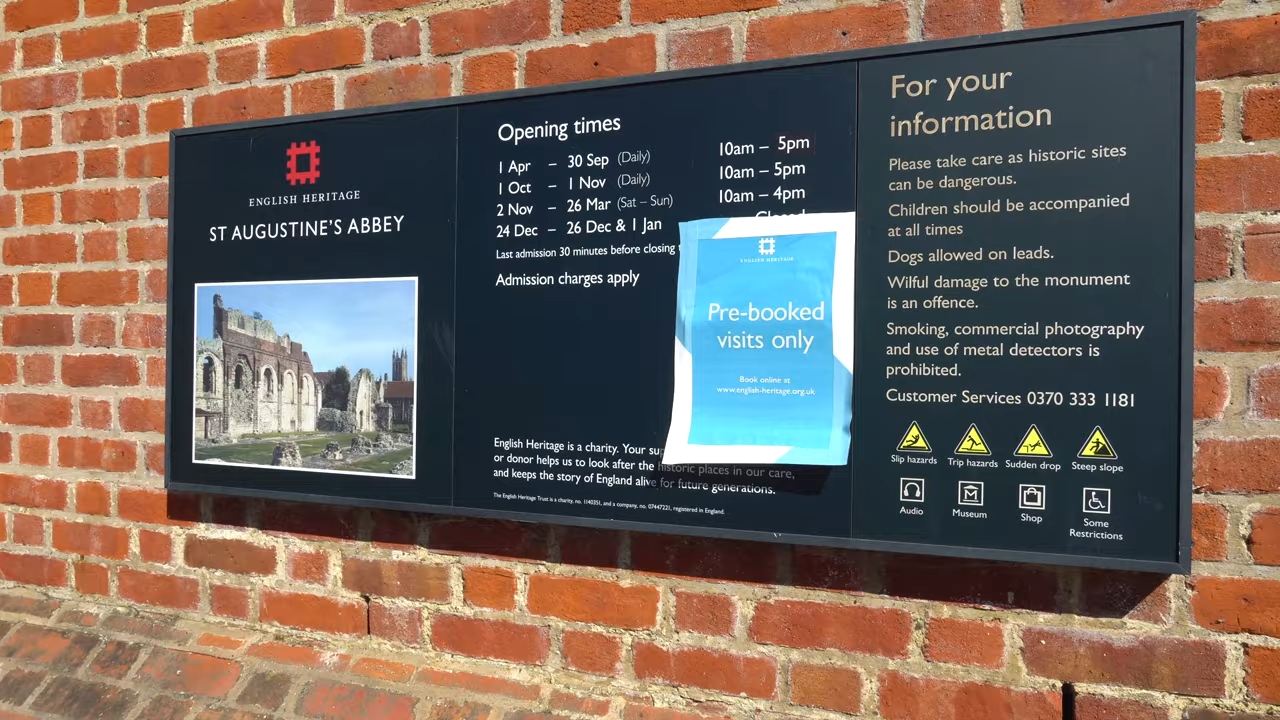 ENGLISH HERITAGE
ST AUGUSTINE'S ABBEY
Opening times
1 Apr – 30 Sep (Daily) 10am – 5pm
1 Oct – 1 Nov (Daily) 10am – 5pm
2 Nov – 26 Mar (Sat – Sun) 10am – 4pm
24 Dec – 26 Dec & 1 Jan Closed
Last admission 30 minutes before closing
Admission charges apply
ENGLISH HERITAGE
Pre-booked
visits only
Book online at
www.english-heritage.org.uk
English Heritage is a charity. Your
or donor helps us to look after the historic places in our care,
and keeps the story of England alive for future generations.
The English Heritage Trust is a charity, no. 1140351, and a company, no. 07447221, registered in England.
For your
information
Please take care as historic sites
can be dangerous.
Children should be accompanied
at all times
Dogs allowed on leads.
Wilful damage to the monument
is an offence.
Smoking, commercial photography
and use of metal detectors is
prohibited.
Customer Services 0370 333 1181
Slip hazards Trip hazards Sudden drop Steep slope
Audio Museum Shop Some
Restrictions